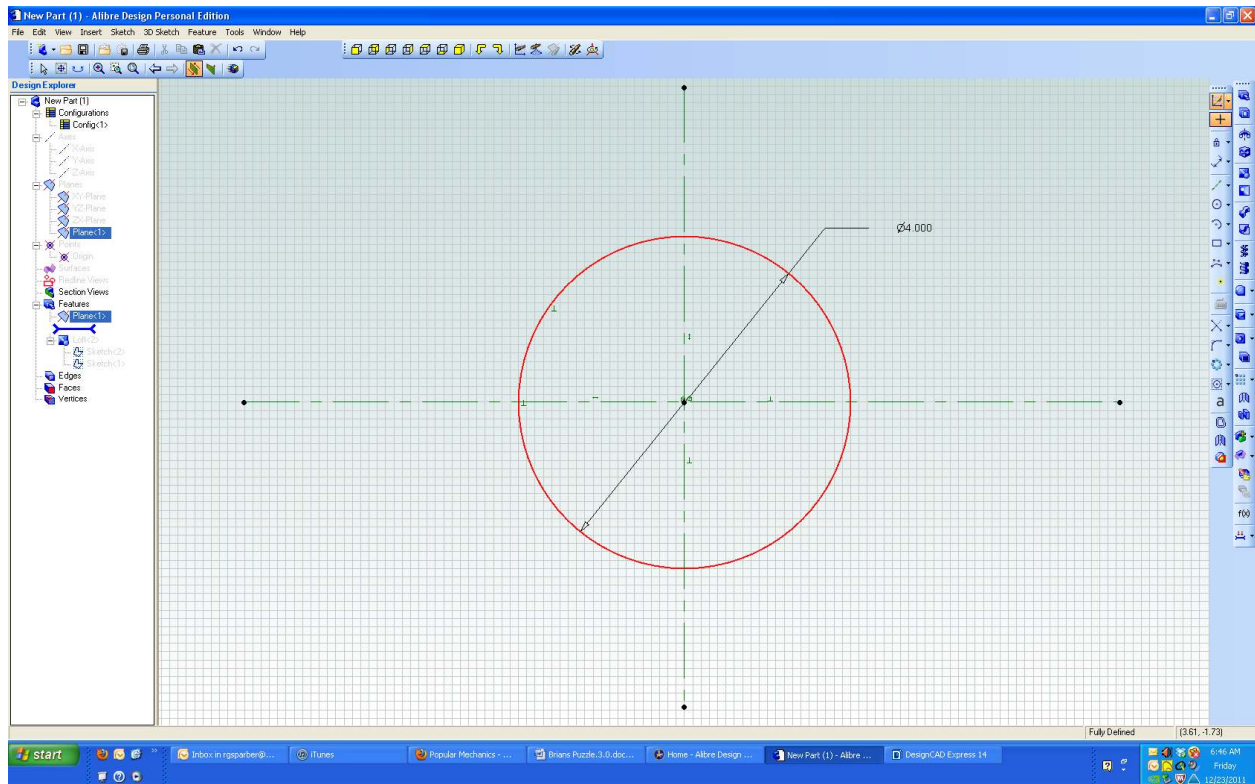 New Part (1) - Alibre Design Personal Edition
File Edit View Insert Sketch 3D Sketch Feature Tools Window Help
Design Explorer
New Part (1)
Configurations
Config<1>
Axes
X-Axis
Y-Axis
Z-Axis
Planes
XY-Plane
YZ-Plane
ZX-Plane
Plane<1>
Points
Origin
Surfaces
Redline Views
Section Views
Features
Plane<1>
Loft<2>
Sketch<2>
Sketch<1>
Edges
Faces
Vertices
Ø4.000
a
f(x)
Fully Defined (3.61, -1.73)
start
Inbox in rgsparber@...
iTunes
Popular Mechanics - ...
Brians Puzzle.3.0.doc...
Home - Alibre Design ...
New Part (1) - Alibre ...
DesignCAD Express 14
6:46 AM
Friday
12/23/2011